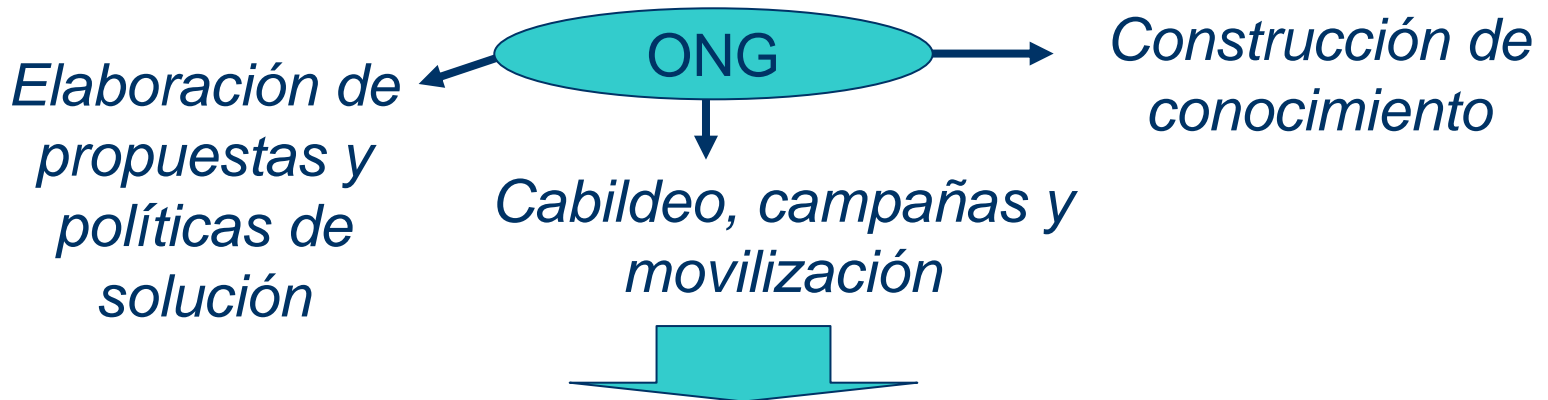 ONG
Elaboración de
propuestas y
políticas de
solución
Cabildeo, campañas y
movilización
Construcción de
conocimiento